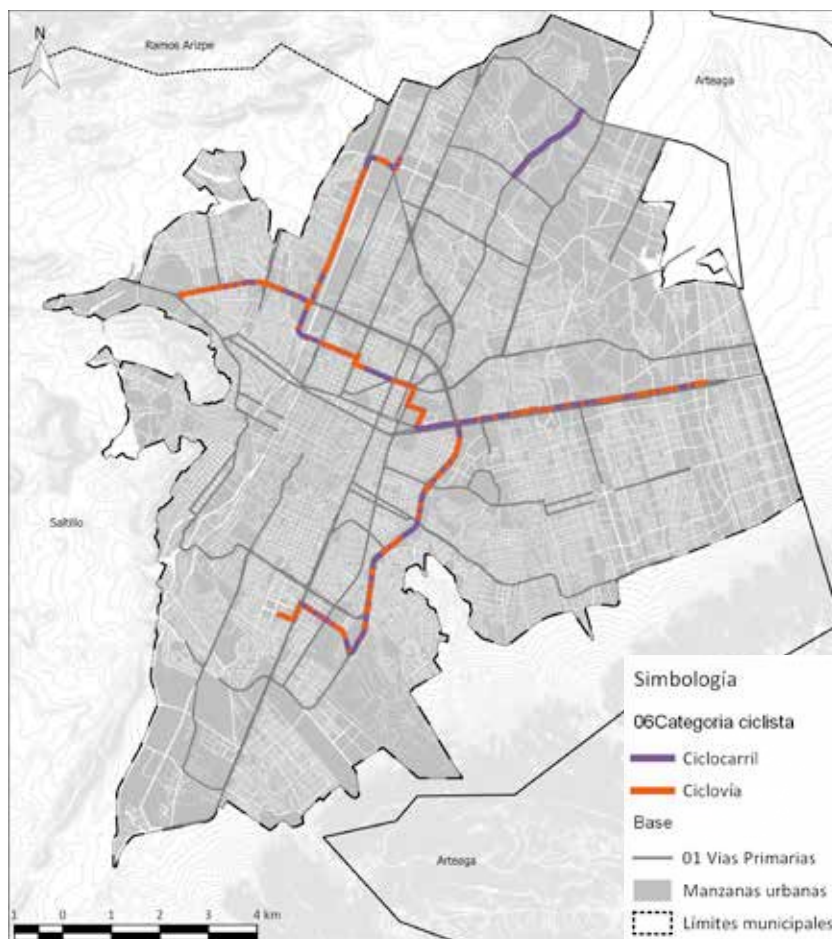 N
Ramos Arizpe
Arteaga
Saltillo
Arteaga
Simbología
06Categoria ciclista
Ciclocarril
Ciclovía
Base
01 Vias Primarias
Manzanas urbanas
Límites municipales
1 0 1 2 3 4 km